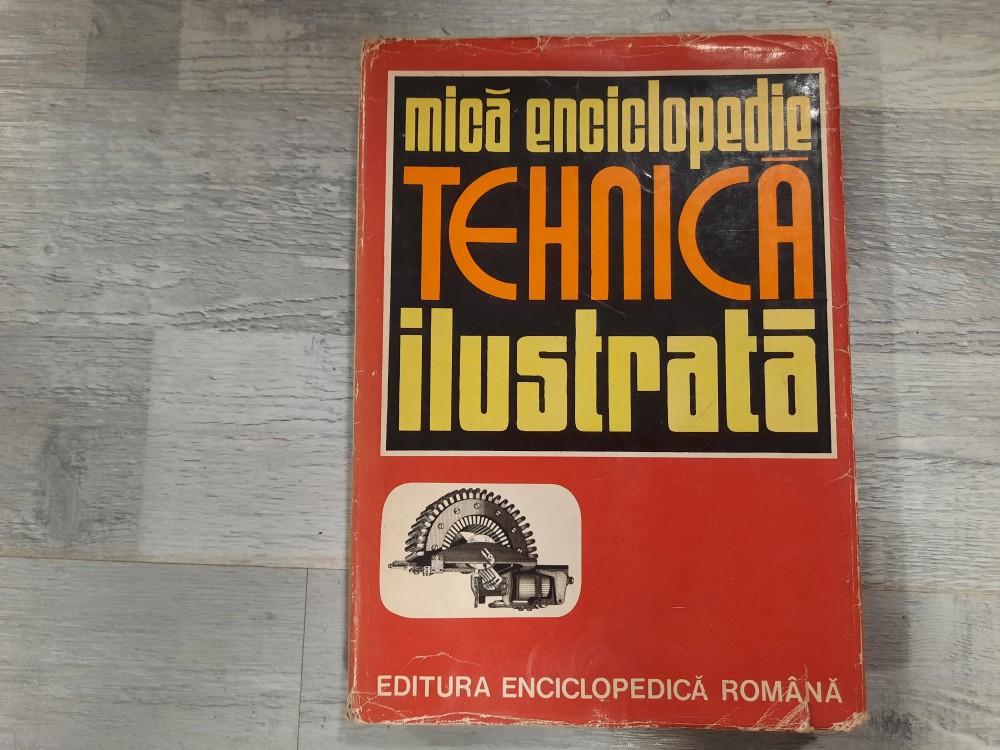 mică enciclopedie
TEHNICĂ
ilustrată
EDITURA ENCICLOPEDICĂ ROMÂNĂ